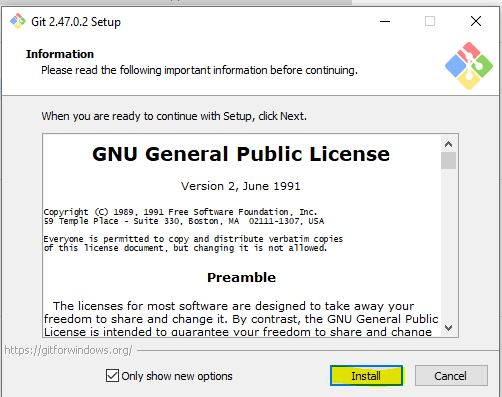 Git 2.47.0.2 Setup
Information
Please read the following important information before continuing.
When you are ready to continue with Setup, click Next.
GNU General Public License
Version 2, June 1991
Copyright (C) 1989, 1991 Free Software Foundation, Inc.
59 Temple Place - Suite 330, Boston, MA  02111-1307, USA
Everyone is permitted to copy and distribute verbatim copies
of this license document, but changing it is not allowed.
Preamble
The licenses for most software are designed to take away your
freedom to share and change it. By contrast, the GNU General Public
License is intended to guarantee your freedom to share and change
https://gitforwindows.org/
Only show new options
Install
Cancel